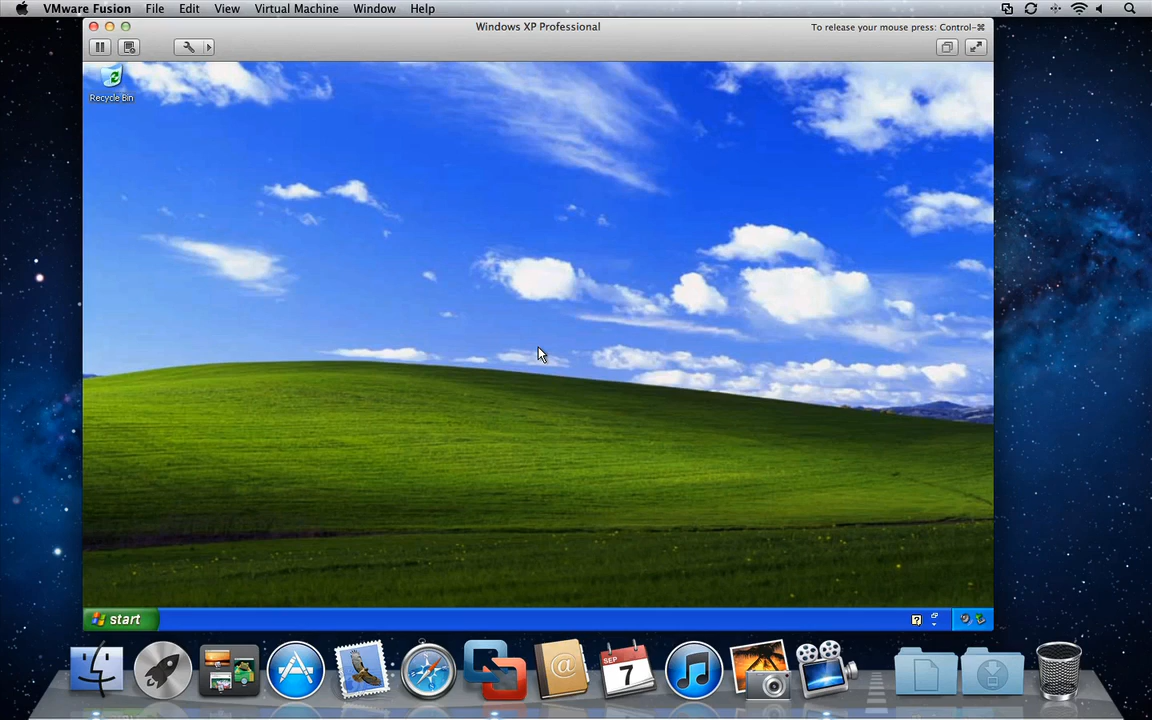 VMware Fusion File Edit View Virtual Machine Window Help
Windows XP Professional
To release your mouse press: Control-⌘
Recycle Bin
start
?
@
SEP
7